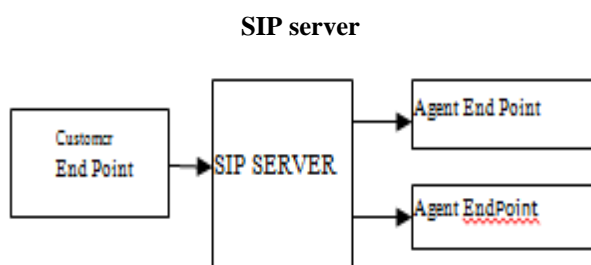 SIP server
Customer
End Point
SIP SERVER
Agent End Point
Agent EndPoint